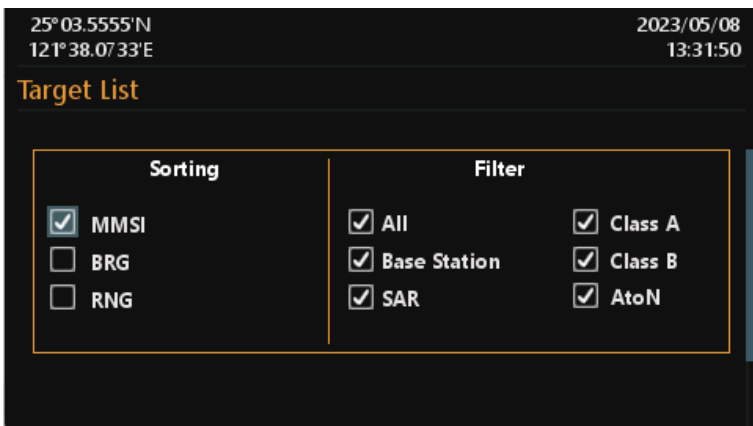 25°03.5555'N 2023/05/08
121°38.0733'E 13:31:50
Target List
Sorting Filter
MMSI All Class A
BRG Base Station Class B
RNG SAR AtoN